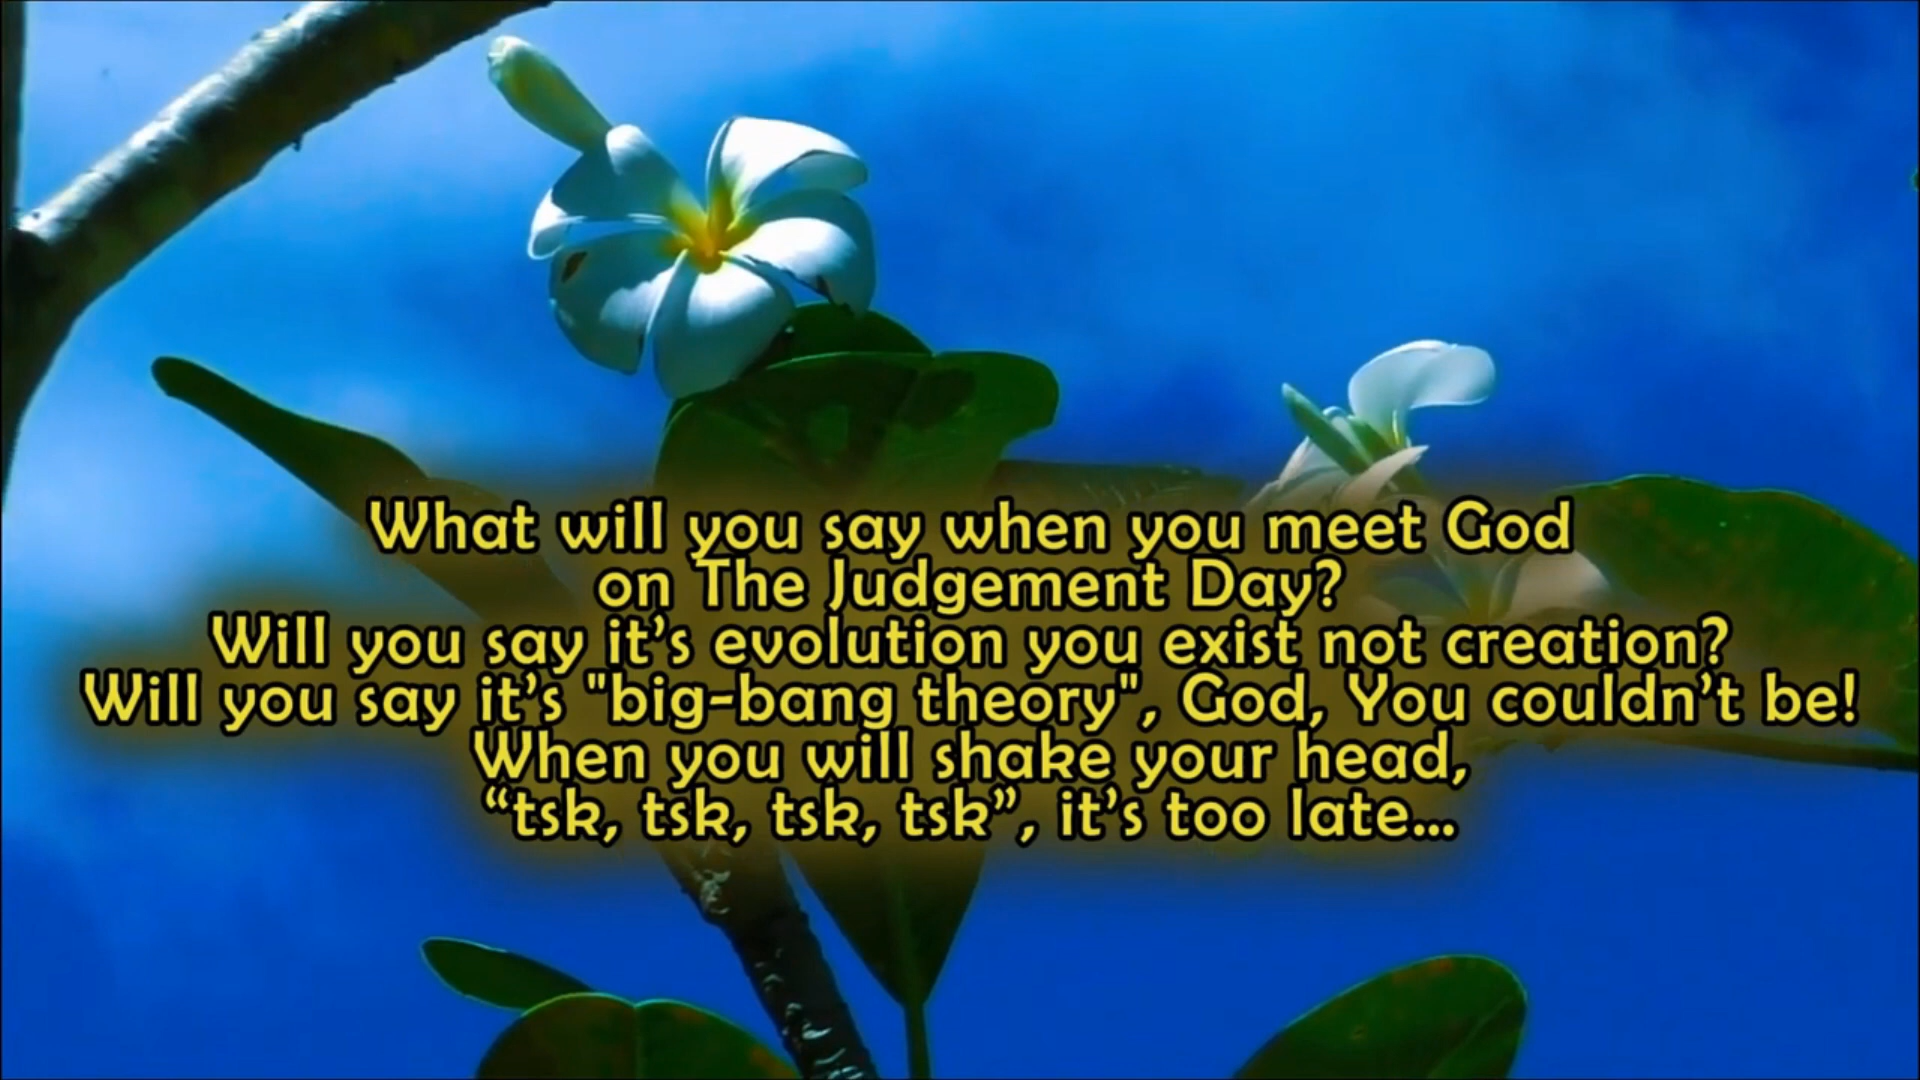 What will you say when you meet God
on The Judgement Day?
Will you say it’s evolution you exist not creation?
Will you say it’s "big-bang theory", God, You couldn’t be!
When you will shake your head,
“tsk, tsk, tsk, tsk”, it’s too late...